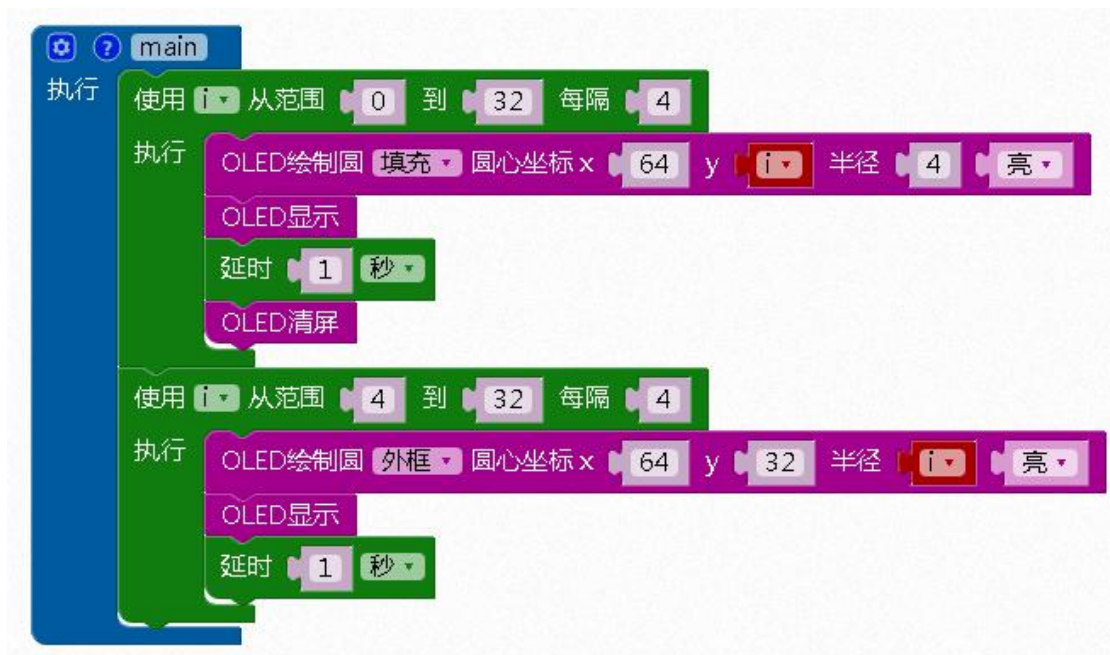 main
执行
使用 i 从范围 0 到 32 每隔 4
执行
OLED绘制圆 填充 圆心坐标 x 64 y i 半径 4 亮
OLED显示
延时 1 秒
OLED清屏
使用 i 从范围 4 到 32 每隔 4
执行
OLED绘制圆 外框 圆心坐标 x 64 y 32 半径 i 亮
OLED显示
延时 1 秒